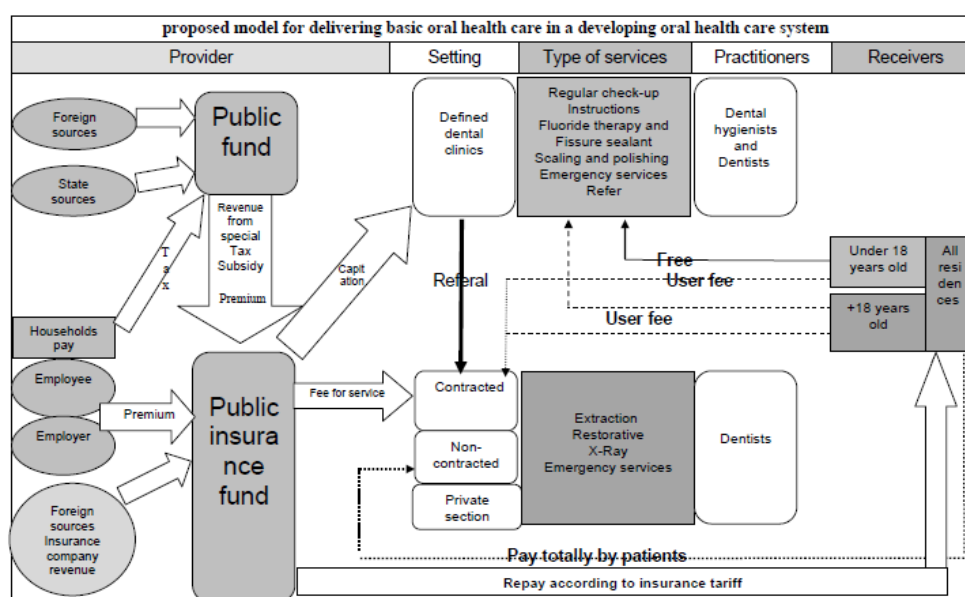 proposed model for delivering basic oral health care in a developing oral health care system
Provider
Setting
Type of services
Practitioners
Receivers
Foreign
sources
State
sources
Public
fund
Revenue
from
special
Tax
Subsidy
Premium
T
a
x
Capit
ation
Households
pay
Employee
Employer
Premium
Foreign
sources
Insurance
company
revenue
Public
insura
nce
fund
Fee for service
Defined
dental
clinics
Referal
Contracted
Non-
contracted
Private
section
Regular check-up
Instructions
Fluoride therapy and
Fissure sealant
Scaling and polishing
Emergency services
Refer
Free
User fee
User fee
Extraction
Restorative
X-Ray
Emergency services
Dental
hygienists
and
Dentists
Dentists
Under 18
years old
+18 years
old
All
resi
den
ces
Pay totally by patients
Repay according to insurance tariff